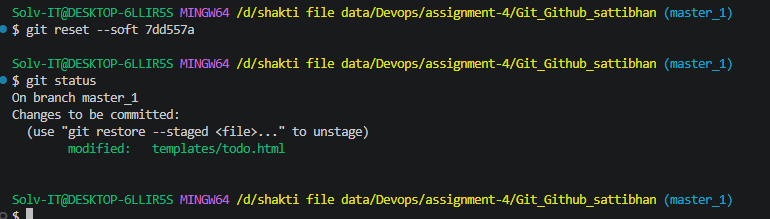 Solv-IT@DESKTOP-6LLIR5S MINGW64 /d/shakti file data/Devops/assignment-4/Git_Github_sattibhan (master_1)
$ git reset --soft 7dd557a
Solv-IT@DESKTOP-6LLIR5S MINGW64 /d/shakti file data/Devops/assignment-4/Git_Github_sattibhan (master_1)
$ git status
On branch master_1
Changes to be committed:
  (use "git restore --staged <file>..." to unstage)
        modified:   templates/todo.html
Solv-IT@DESKTOP-6LLIR5S MINGW64 /d/shakti file data/Devops/assignment-4/Git_Github_sattibhan (master_1)
$